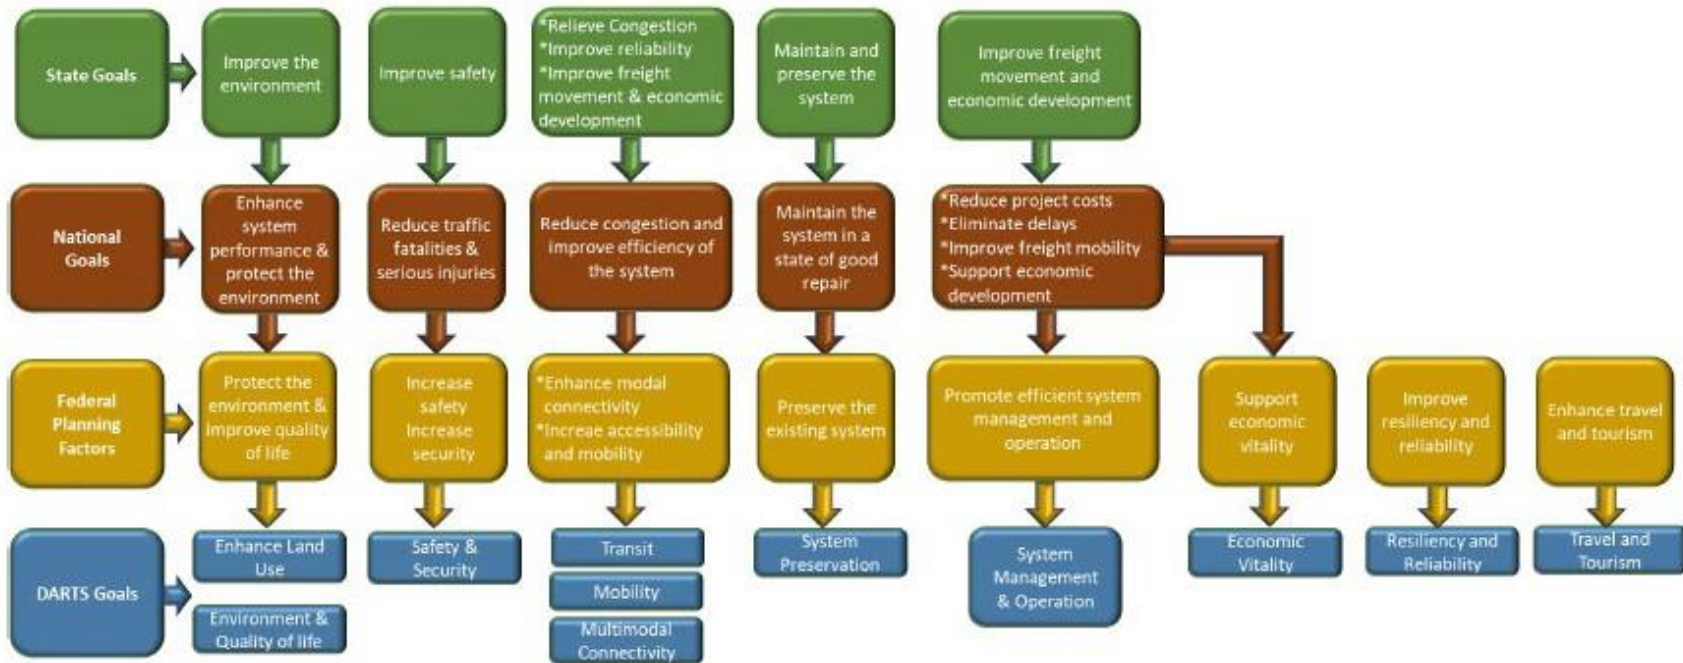 State Goals
Improve the
environment
Improve safety
*Relieve Congestion
*Improve reliability
*Improve freight
movement & economic
development
Maintain and
preserve the
system
Improve freight
movement and
economic development
National
Goals
Enhance
system
performance &
protect the
environment
Reduce traffic
fatalities &
serious injuries
Reduce congestion and
improve efficiency of
the system
Maintain the
system in a
state of good
repair
*Reduce project costs
*Eliminate delays
*Improve freight mobility
*Support economic
development
Federal
Planning
Factors
Protect the
environment &
improve quality
of life
Increase
safety
Increase
security
*Enhance modal
connectivity
*Increae accessibility
and mobility
Preserve the
existing system
Promote efficient system
management and
operation
Support
economic
vitality
Improve
resiliency and
reliability
Enhance travel
and tourism
DARTS Goals
Enhance Land
Use
Environment &
Quality of life
Safety &
Security
Transit
Mobility
Multimodal
Connectivity
System
Preservation
System
Management
& Operation
Economic
Vitality
Resiliency and
Reliability
Travel and
Tourism